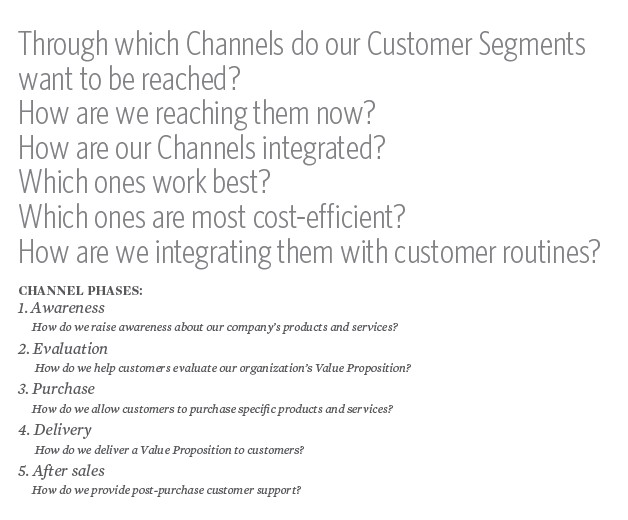 Through which Channels do our Customer Segments
want to be reached?
How are we reaching them now?
How are our Channels integrated?
Which ones work best?
Which ones are most cost-efficient?
How are we integrating them with customer routines?
CHANNEL PHASES:
1. Awareness
How do we raise awareness about our company's products and services?
2. Evaluation
How do we help customers evaluate our organization's Value Proposition?
3. Purchase
How do we allow customers to purchase specific products and services?
4. Delivery
How do we deliver a Value Proposition to customers?
5. After sales
How do we provide post-purchase customer support?